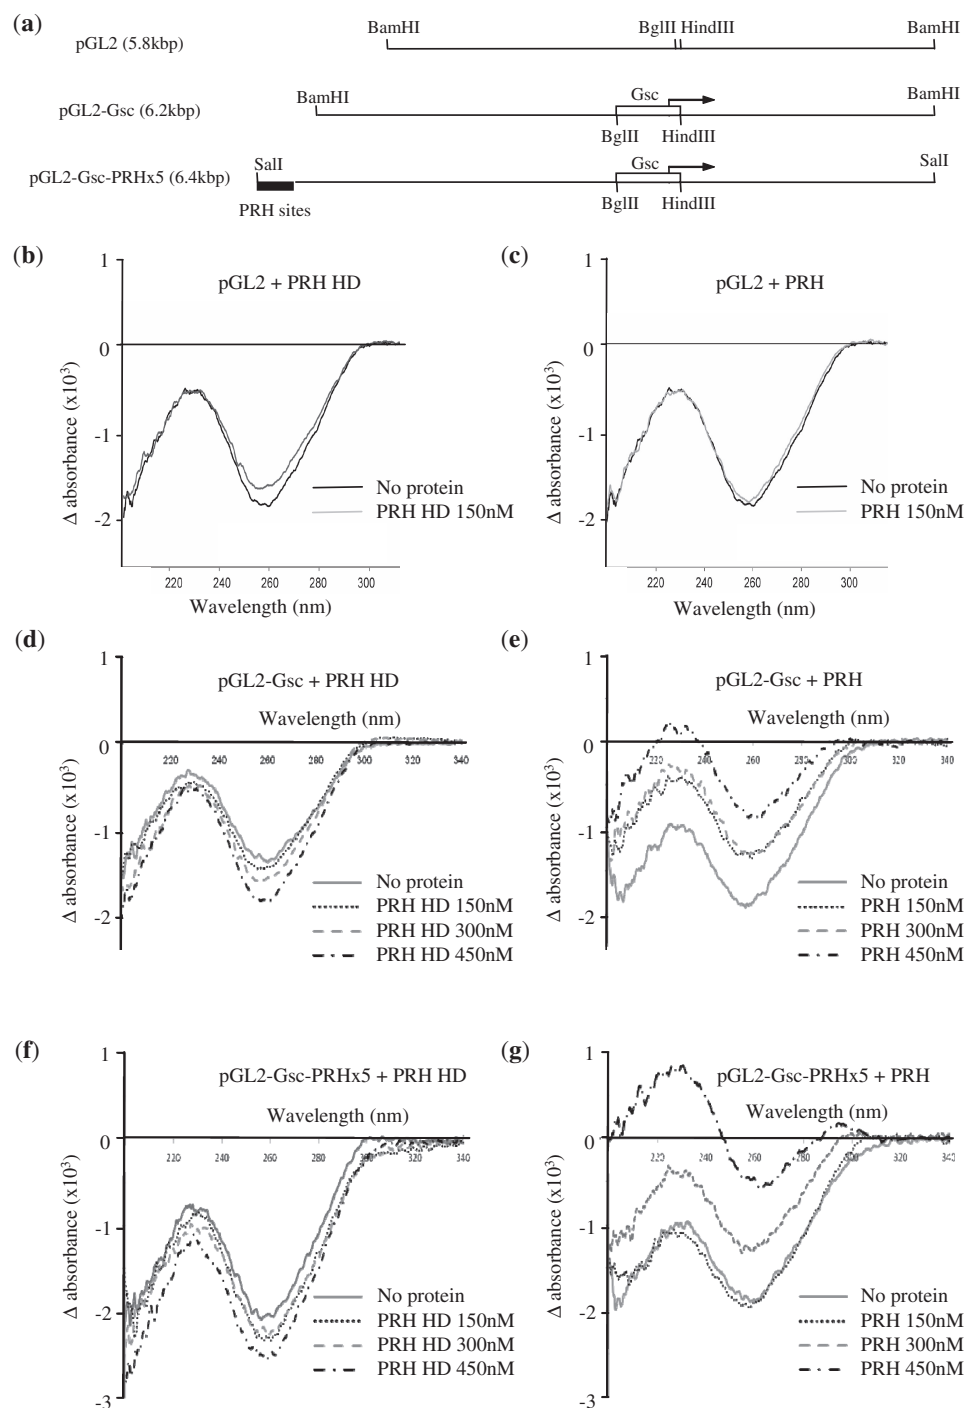 (a)
pGL2 (5.8kbp)
BamHI
BglII HindIII
BamHI
pGL2-Gsc (6.2kbp)
BamHI
Gsc
BamHI
BglII
HindIII
pGL2-Gsc-PRHx5 (6.4kbp)
SalI
Gsc
SalI
PRH sites
BglII
HindIII
(b)
pGL2 + PRH HD
1
0
-1
-2
Δ absorbance (x10³)
No protein
PRH HD 150nM
220 240 260 280 300
Wavelength (nm)
(c)
pGL2 + PRH
1
0
-1
-2
Δ absorbance (x10³)
No protein
PRH 150nM
220 240 260 280 300
Wavelength (nm)
(d)
pGL2-Gsc + PRH HD
Wavelength (nm)
1
0
-1
-2
Δ absorbance (x10³)
220 240 260 280 300 320 340
No protein
PRH HD 150nM
PRH HD 300nM
PRH HD 450nM
(e)
pGL2-Gsc + PRH
Wavelength (nm)
1
0
-1
-2
Δ absorbance (x10³)
220 240 260 280 300 320 340
No protein
PRH 150nM
PRH 300nM
PRH 450nM
(f)
pGL2-Gsc-PRHx5 + PRH HD
Wavelength (nm)
1
0
-1
-2
-3
Δ absorbance (x10³)
220 240 260 280 300 320 340
No protein
PRH HD 150nM
PRH HD 300nM
PRH HD 450nM
(g)
pGL2-Gsc-PRHx5 + PRH
Wavelength (nm)
1
0
-1
-2
-3
Δ absorbance (x10³)
220 240 260 280 300 320 340
No protein
PRH 150nM
PRH 300nM
PRH 450nM